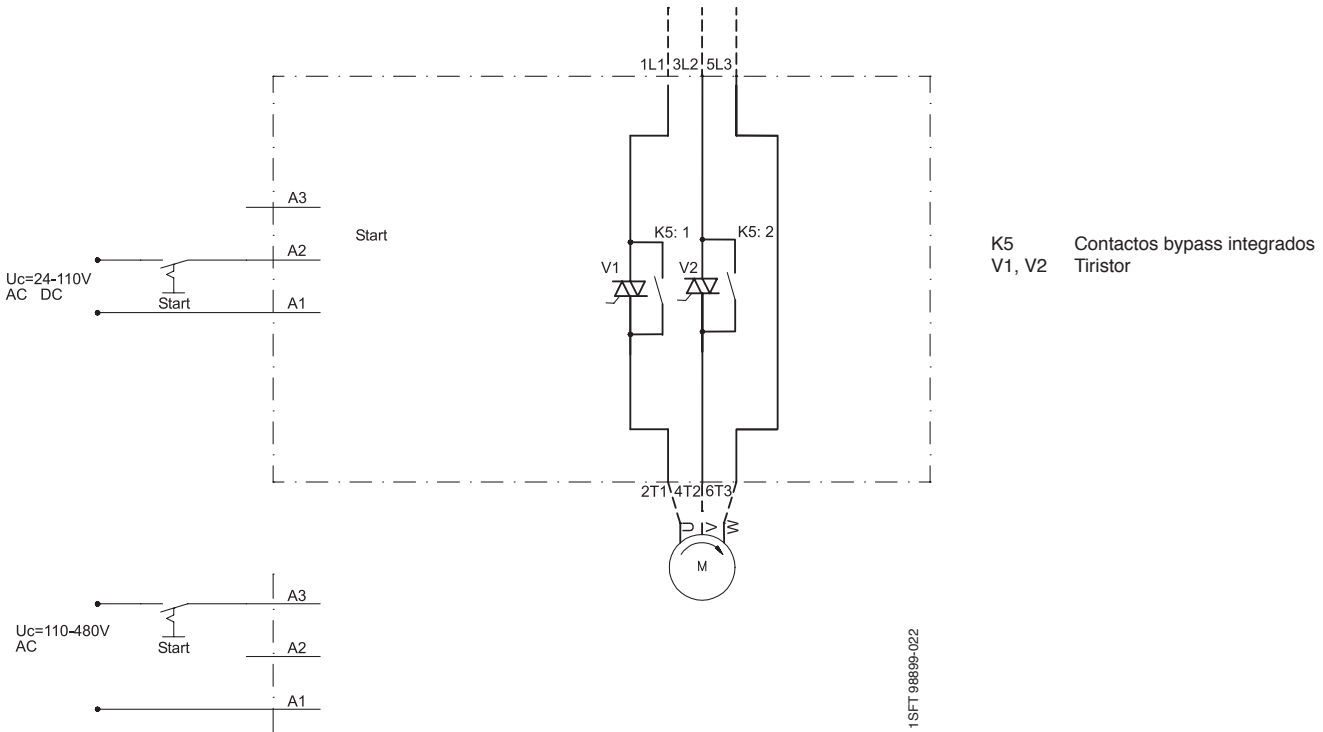 1L1 3L2 5L3
A3
Start
A2
Uc=24-110V
AC DC
Start
A1
K5: 1
K5: 2
V1
V2
K5 Contactos bypass integrados
V1, V2 Tiristor
2T1 4T2 6T3
U V W
M
A3
Uc=110-480V
AC
Start
A2
A1
1SFT 98899-022